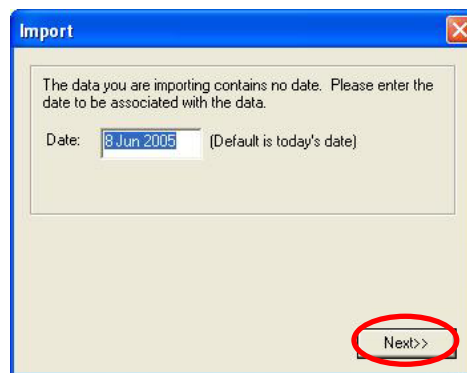 Import
The data you are importing contains no date. Please enter the
date to be associated with the data.
Date: 8 Jun 2005 (Default is today's date)
Next>>